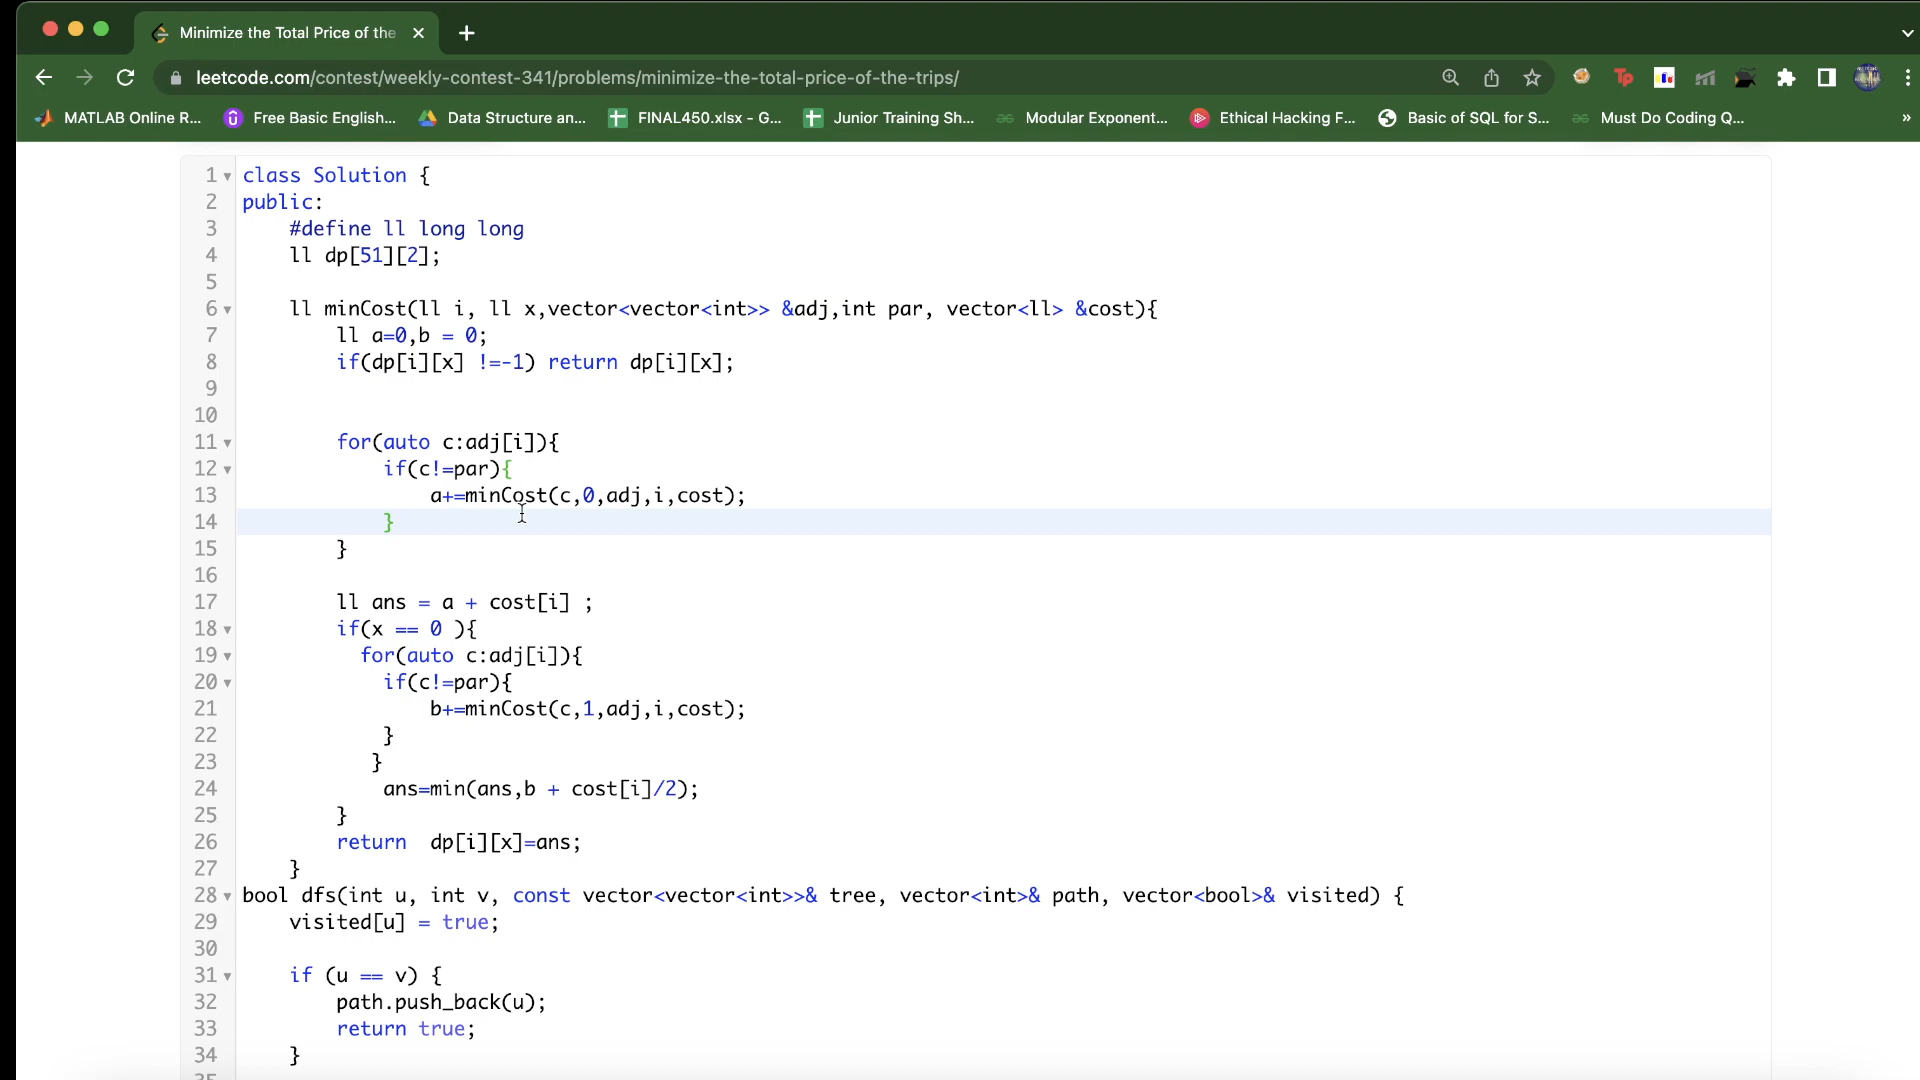 Minimize the Total Price of the
leetcode.com/contest/weekly-contest-341/problems/minimize-the-total-price-of-the-trips/
MATLAB Online R... Free Basic English... Data Structure an... FINAL450.xlsx - G... Junior Training Sh... Modular Exponent... Ethical Hacking F... Basic of SQL for S... Must Do Coding Q... »
1 class Solution {
2 public:
3 #define ll long long
4 ll dp[51][2];
5
6 ll minCost(ll i, ll x,vector<vector<int>> &adj,int par, vector<ll> &cost){
7 ll a=0,b = 0;
8 if(dp[i][x] !=-1) return dp[i][x];
9
10
11 for(auto c:adj[i]){
12 if(c!=par){
13 a+=minCost(c,0,adj,i,cost);
14 }
15 }
16
17 ll ans = a + cost[i] ;
18 if(x == 0 ){
19 for(auto c:adj[i]){
20 if(c!=par){
21 b+=minCost(c,1,adj,i,cost);
22 }
23 }
24 ans=min(ans,b + cost[i]/2);
25 }
26 return  dp[i][x]=ans;
27 }
28 bool dfs(int u, int v, const vector<vector<int>>& tree, vector<int>& path, vector<bool>& visited) {
29 visited[u] = true;
30
31 if (u == v) {
32 path.push_back(u);
33 return true;
34 }
35